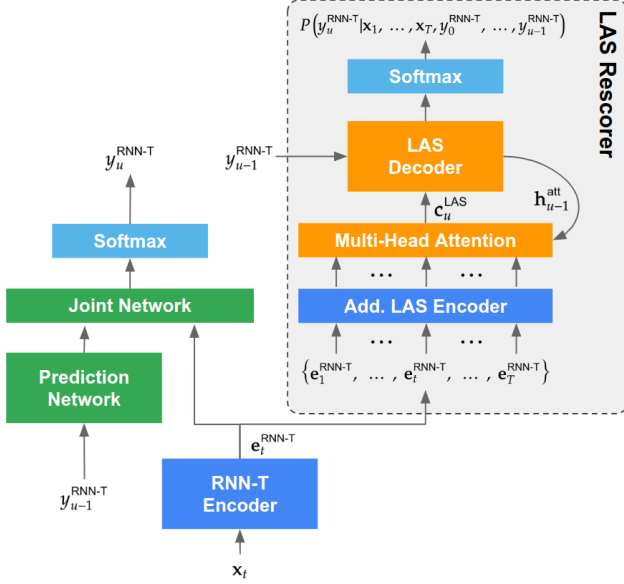 LAS Rescorer
P(y_u^RNN-T|x_1, … , x_T, y_0^RNN-T, … , y_{u-1}^RNN-T)
Softmax
LAS
Decoder
y_{u-1}^RNN-T
h_{u-1}^att
c_u^LAS
Multi-Head Attention
... ...
Add. LAS Encoder
... ...
{e_1^RNN-T, … , e_t^RNN-T, … , e_T^RNN-T}
y_u^RNN-T
Softmax
Joint Network
Prediction
Network
y_{u-1}^RNN-T
e_t^RNN-T
RNN-T
Encoder
x_t